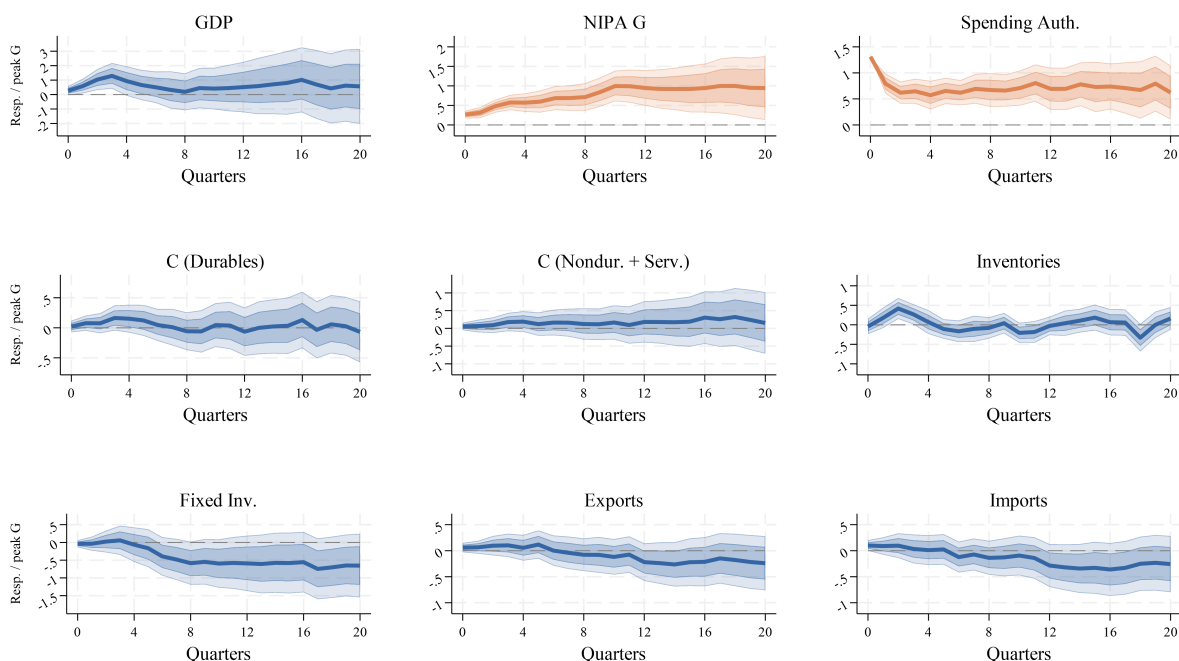 GDP
NIPA G
Spending Auth.
Resp. / peak G
3
2
1
0
-1
-2
0 4 8 12 16 20
Quarters
2
1.5
1
.5
0
0 4 8 12 16 20
Quarters
1.5
1
.5
0
0 4 8 12 16 20
Quarters
C (Durables)
C (Nondur. + Serv.)
Inventories
Resp. / peak G
.5
0
-.5
0 4 8 12 16 20
Quarters
1
.5
0
-.5
-1
0 4 8 12 16 20
Quarters
1
.5
0
-.5
-1
0 4 8 12 16 20
Quarters
Fixed Inv.
Exports
Imports
Resp. / peak G
.5
0
-.5
-1
-1.5
0 4 8 12 16 20
Quarters
.5
0
-.5
-1
0 4 8 12 16 20
Quarters
.5
0
-.5
-1
0 4 8 12 16 20
Quarters